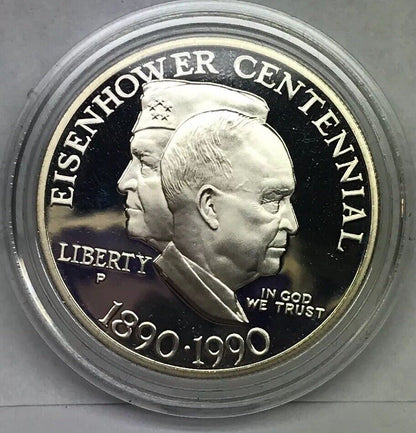 EISENHOWER CENTENNIAL
LIBERTY
P
IN GOD
WE TRUST
1890·1990